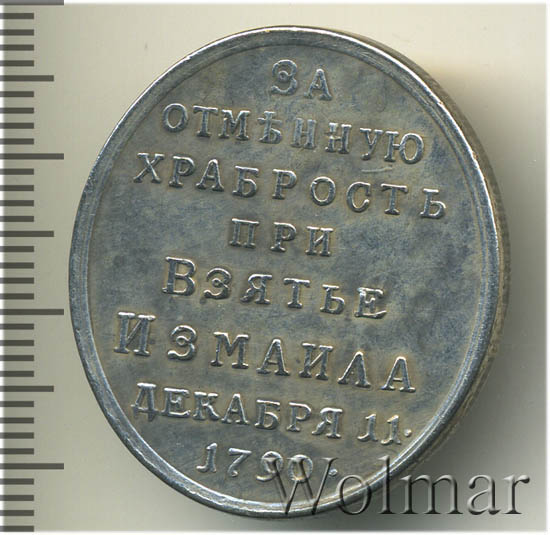 ЗА
ОТМѢННУЮ
ХРАБРОСТЬ
ПРИ
ВЗЯТЬЕ
ИЗМАИЛА
ДЕКАБРЯ 11.
1790.
Wolmar